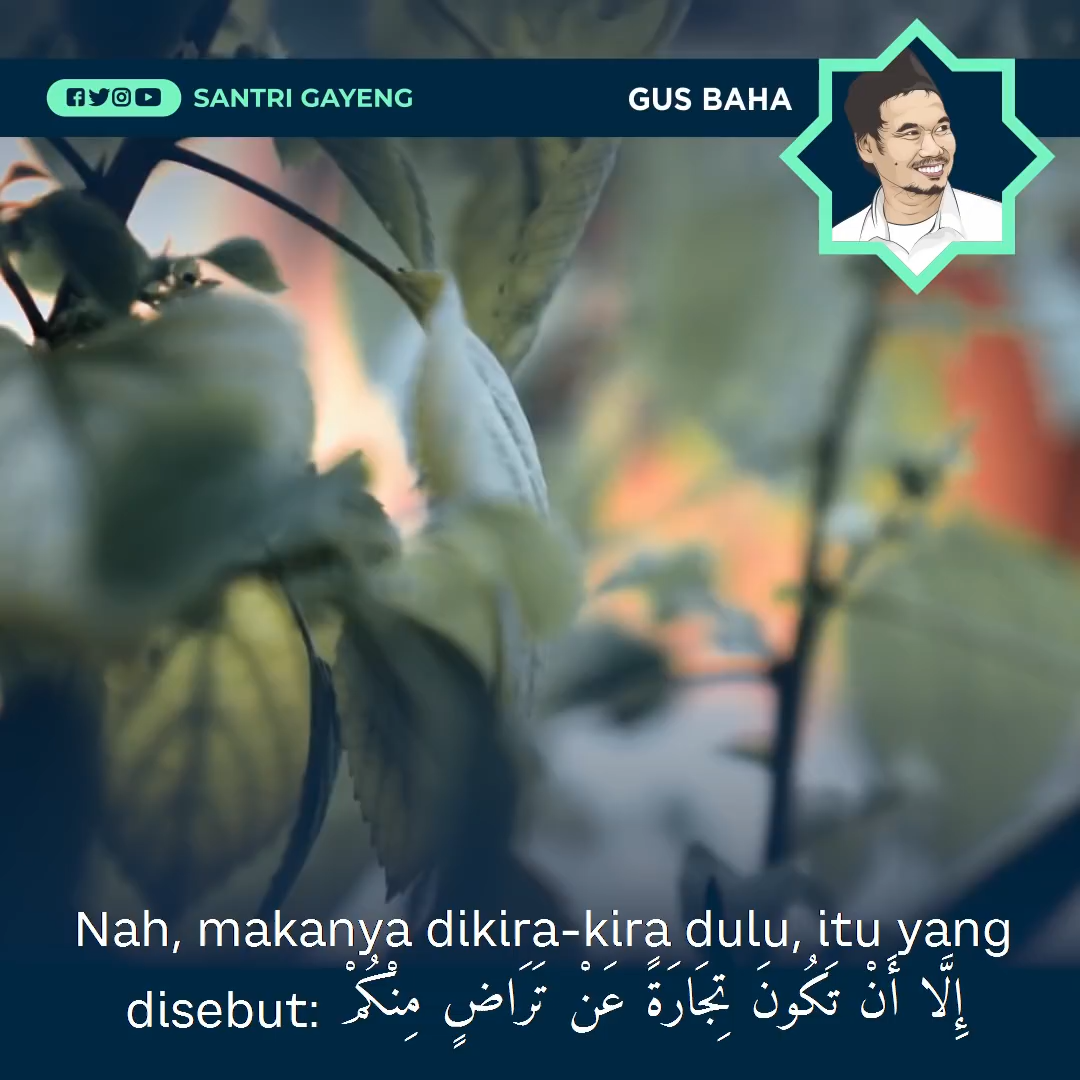 SANTRI GAYENG
GUS BAHA
Nah, makanya dikira-kira dulu, itu yang
disebut: إِلَّا أَنْ تَكُونَ تِجَارَةً عَنْ تَرَاضٍ مِنْكُمْ